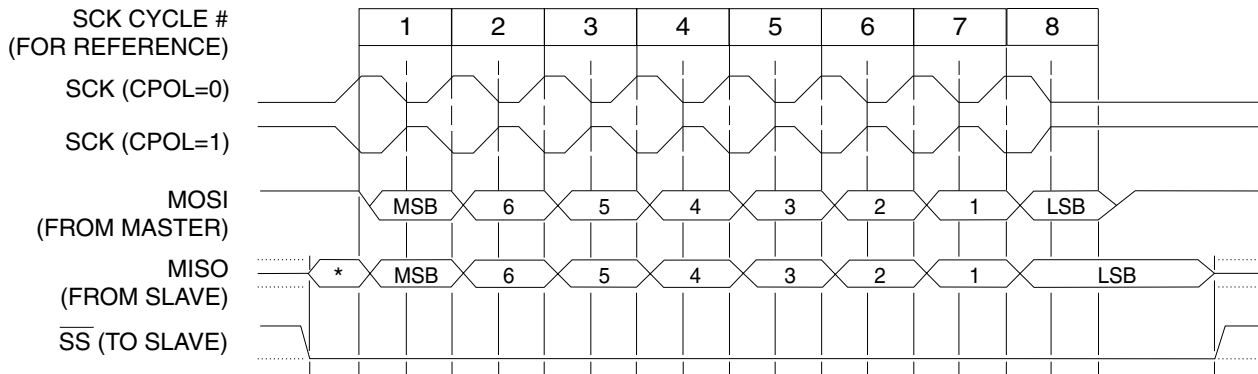 SCK CYCLE #
(FOR REFERENCE)
1 2 3 4 5 6 7 8
SCK (CPOL=0)
SCK (CPOL=1)
MOSI
(FROM MASTER)
MSB 6 5 4 3 2 1 LSB
MISO
(FROM SLAVE)
* MSB 6 5 4 3 2 1 LSB
S̅S̅ (TO SLAVE)